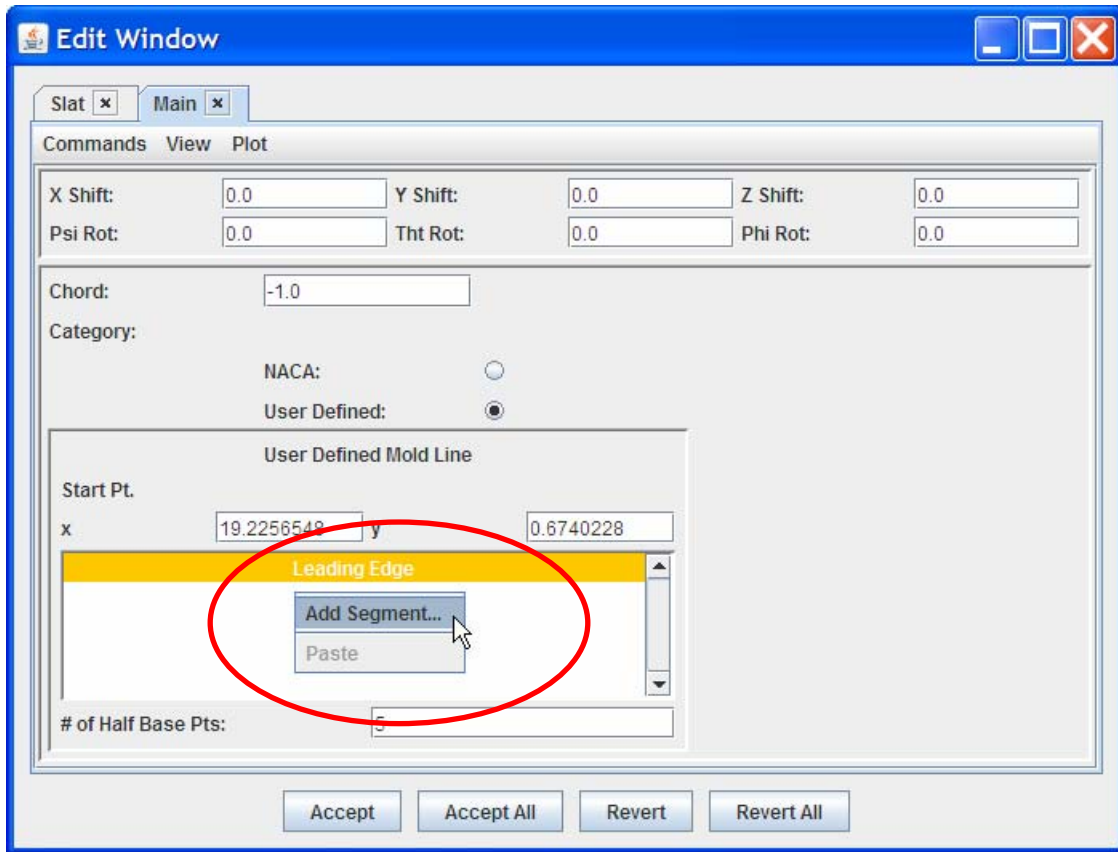 Edit Window
Slat Main
Commands View Plot
X Shift: 0.0 Y Shift: 0.0 Z Shift: 0.0
Psi Rot: 0.0 Tht Rot: 0.0 Phi Rot: 0.0
Chord: -1.0
Category:
NACA:
User Defined:
User Defined Mold Line
Start Pt.
x 19.2256548 y 0.6740228
Leading Edge
Add Segment...
Paste
# of Half Base Pts: 5
Accept Accept All Revert Revert All